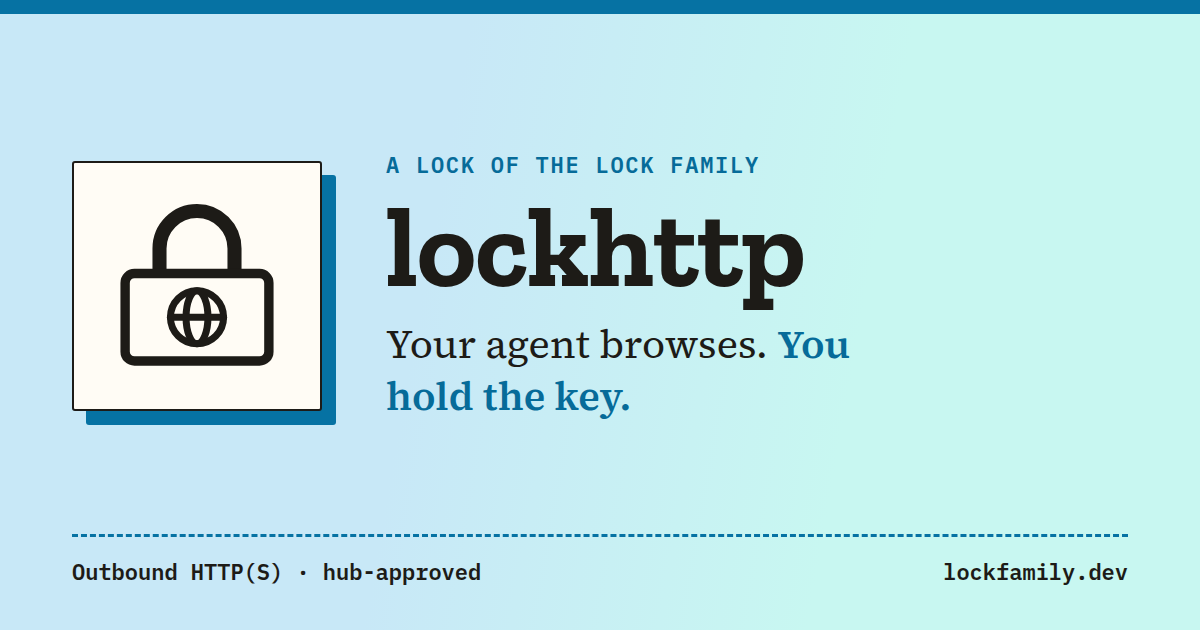 A LOCK OF THE LOCK FAMILY
lockhttp
Your agent browses. You
hold the key.
Outbound HTTP(S) · hub-approved
lockfamily.dev